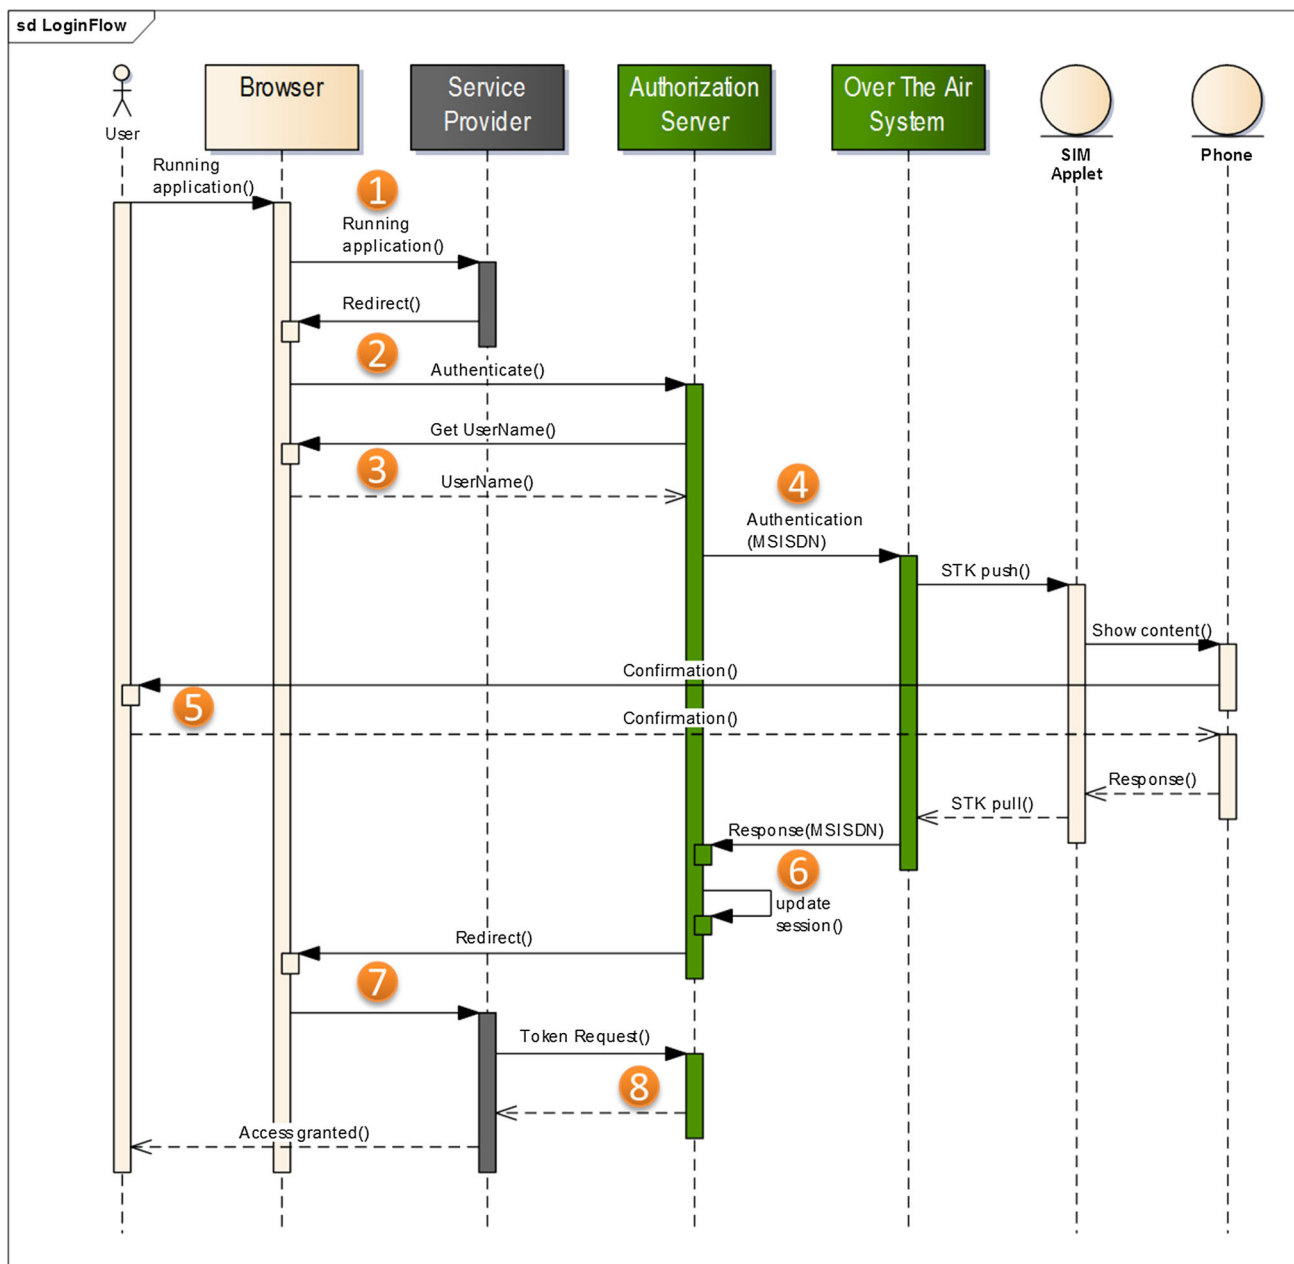 sd LoginFlow
User
Browser
Service
Provider
Authorization
Server
Over The Air
System
SIM
Applet
Phone
Running
application()
1
Running
application()
Redirect()
2
Authenticate()
Get UserName()
3
UserName()
4
Authentication
(MSISDN)
STK push()
Show content()
Confirmation()
5
Confirmation()
Response()
STK pull()
Response(MSISDN)
6
update
session()
Redirect()
7
Token Request()
8
Access granted()